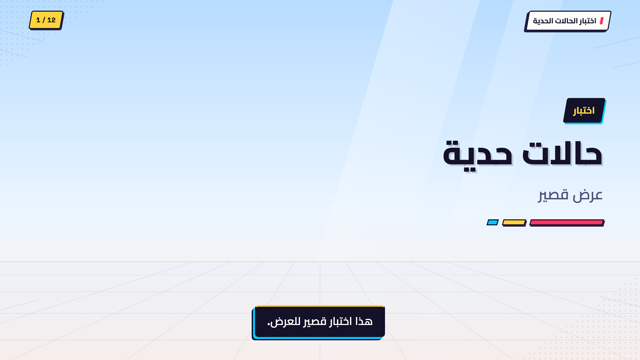 اختبار الحالات الحدية
1 / 12
اختبار
حالات حدية
عرض قصير
هذا اختبار قصير للعرض.